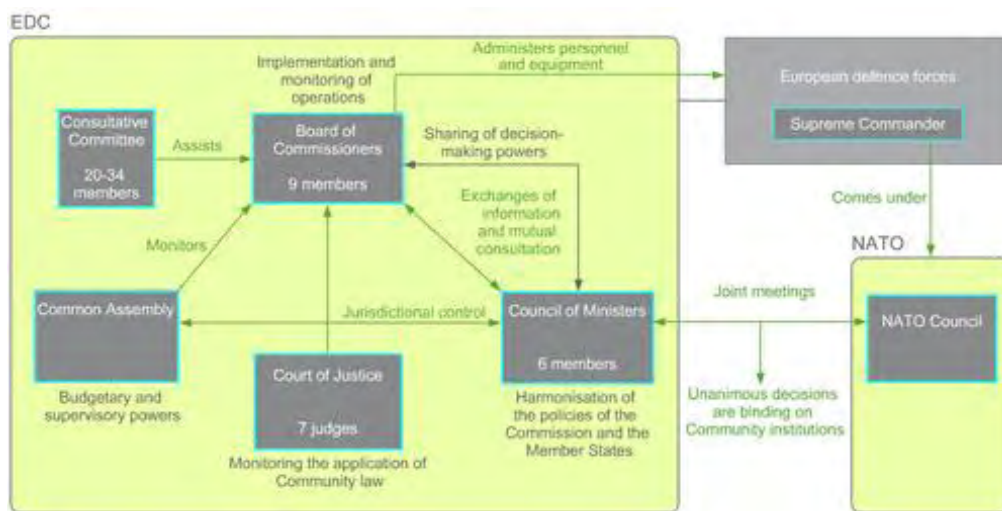 EDC
Implementation and
monitoring of
operations
Administers personnel
and equipment
European defence forces
Supreme Commander
Consultative
Committee
20-34
members
Assists
Board of
Commissioners
9 members
Sharing of decision-
making powers
Comes under
Exchanges of
information
and mutual
consultation
Monitors
NATO
Common Assembly
Jurisdictional control
Council of Ministers
6 members
Joint meetings
NATO Council
Budgetary and
supervisory powers
Court of Justice
7 judges
Harmonisation
of the policies of the
Commission and the
Member States
Unanimous decisions
are binding on
Community institutions
Monitoring the application of
Community law